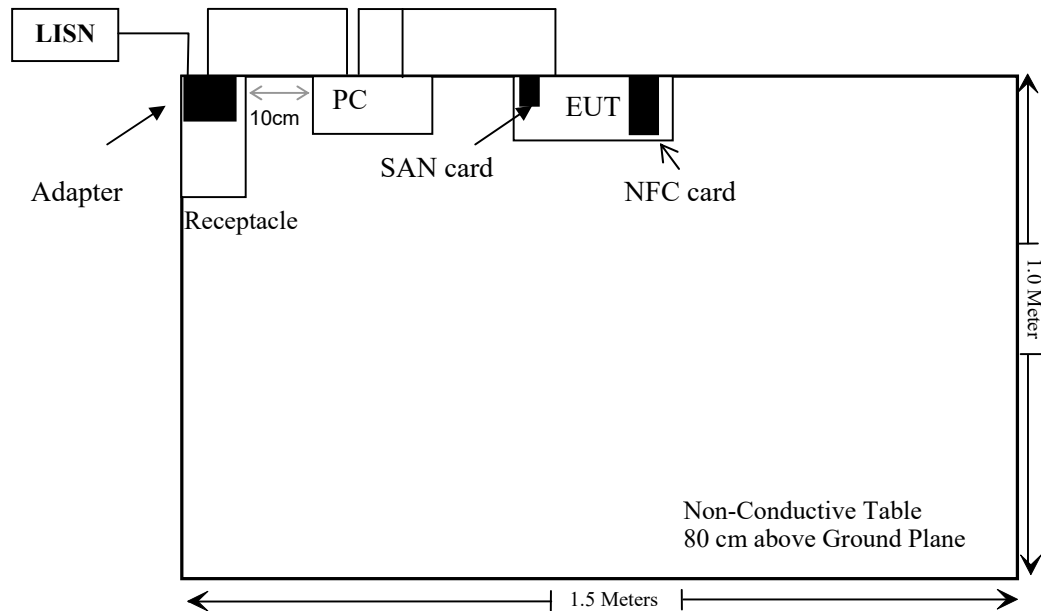 LISN
PC
EUT
10cm
SAN card
Adapter
NFC card
Receptacle
1.0 Meter
Non-Conductive Table
80 cm above Ground Plane
1.5 Meters